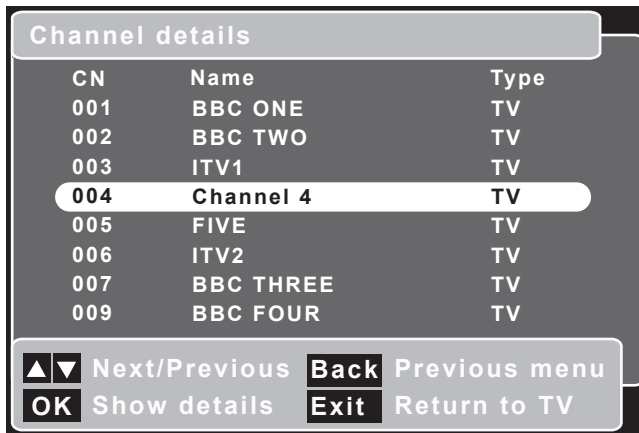 Channel details
CN Name Type
001 BBC ONE TV
002 BBC TWO TV
003 ITV1 TV
004 Channel 4 TV
005 FIVE TV
006 ITV2 TV
007 BBC THREE TV
009 BBC FOUR TV
▲▼ Next/Previous Back Previous menu
OK Show details Exit Return to TV